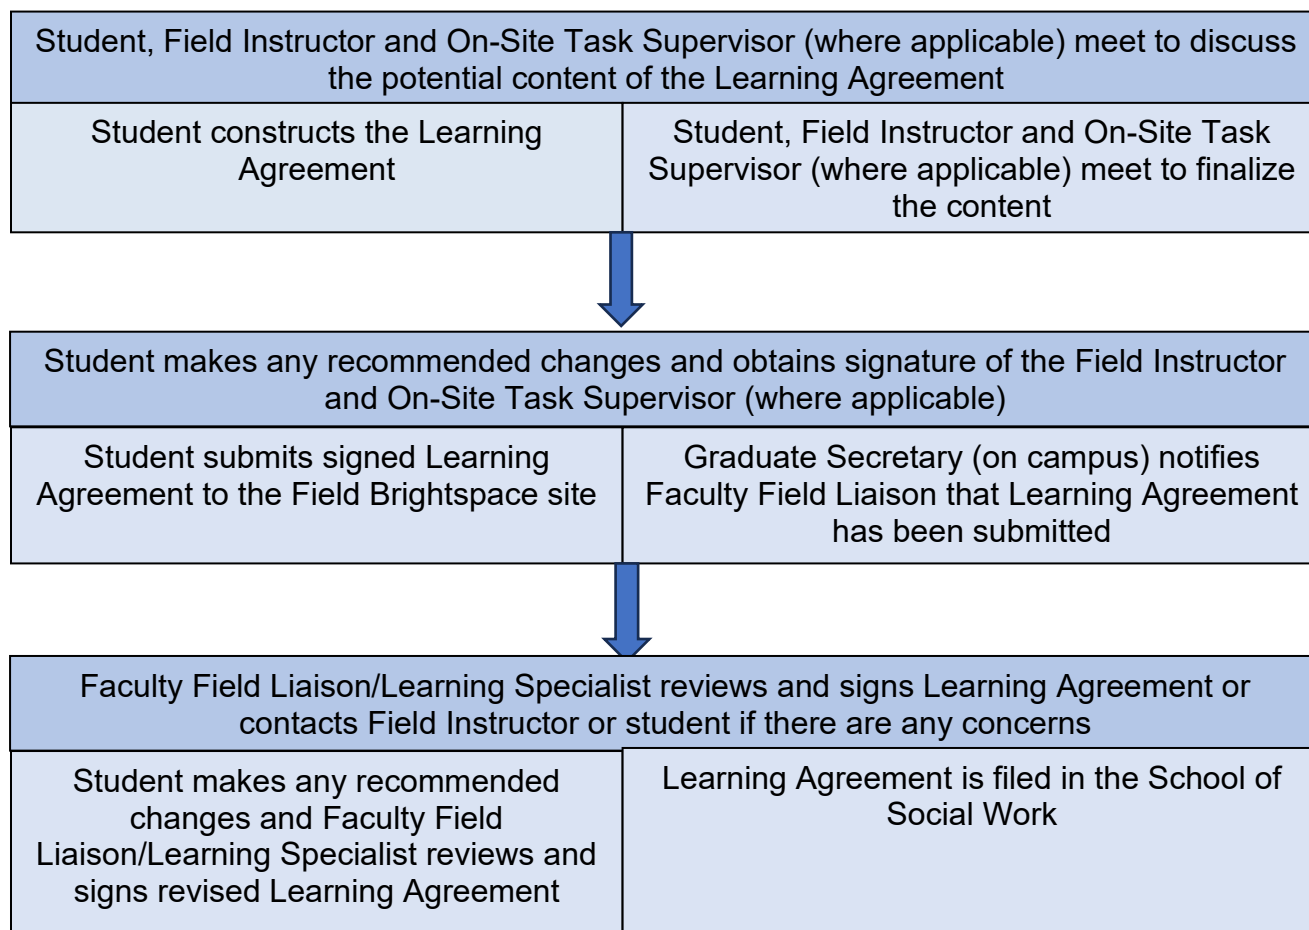 Student, Field Instructor and On-Site Task Supervisor (where applicable) meet to discuss
the potential content of the Learning Agreement
Student constructs the Learning
Agreement
Student, Field Instructor and On-Site Task
Supervisor (where applicable) meet to finalize
the content
Student makes any recommended changes and obtains signature of the Field Instructor
and On-Site Task Supervisor (where applicable)
Student submits signed Learning
Agreement to the Field Brightspace site
Graduate Secretary (on campus) notifies
Faculty Field Liaison that Learning Agreement
has been submitted
Faculty Field Liaison/Learning Specialist reviews and signs Learning Agreement or
contacts Field Instructor or student if there are any concerns
Student makes any recommended
changes and Faculty Field
Liaison/Learning Specialist reviews and
signs revised Learning Agreement
Learning Agreement is filed in the School of
Social Work